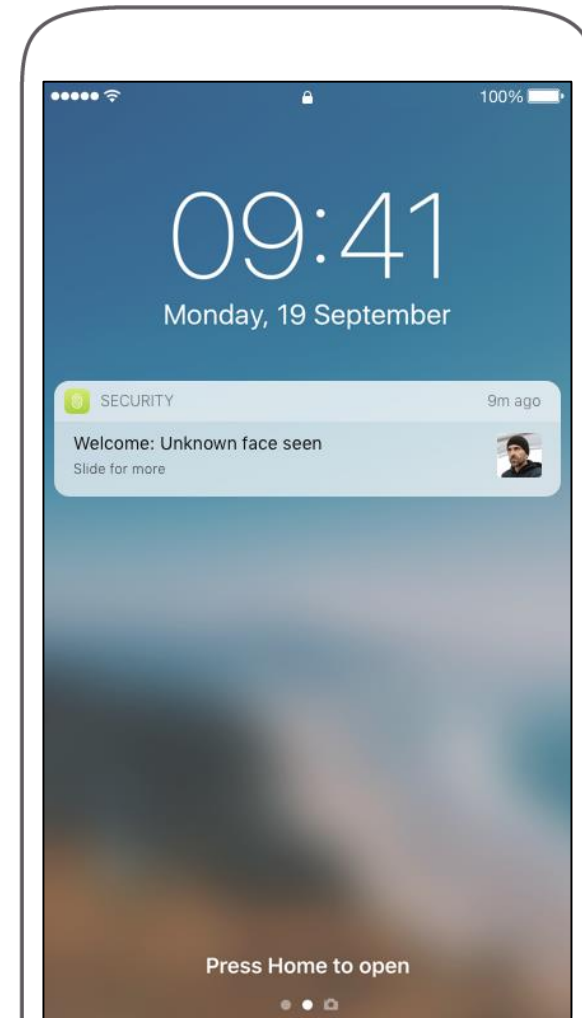 100%
09:41
Monday, 19 September
SECURITY 9m ago
Welcome: Unknown face seen
Slide for more
Press Home to open